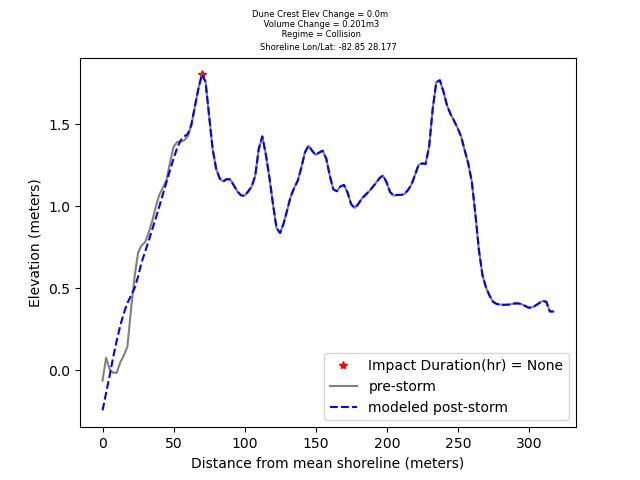 Dune Crest Elev Change = 0.0m
Volume Change = 0.201m3
Regime = Collision
Shoreline Lon/Lat: -82.85 28.177
Elevation (meters)
1.5
1.0
0.5
0.0
Impact Duration(hr) = None
pre-storm
modeled post-storm
0 50 100 150 200 250 300
Distance from mean shoreline (meters)